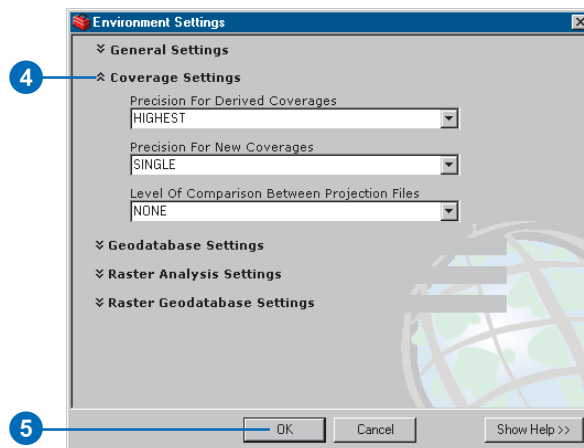 Environment Settings
General Settings
4
Coverage Settings
Precision For Derived Coverages
HIGHEST
Precision For New Coverages
SINGLE
Level Of Comparison Between Projection Files
NONE
Geodatabase Settings
Raster Analysis Settings
Raster Geodatabase Settings
5
OK
Cancel
Show Help >>